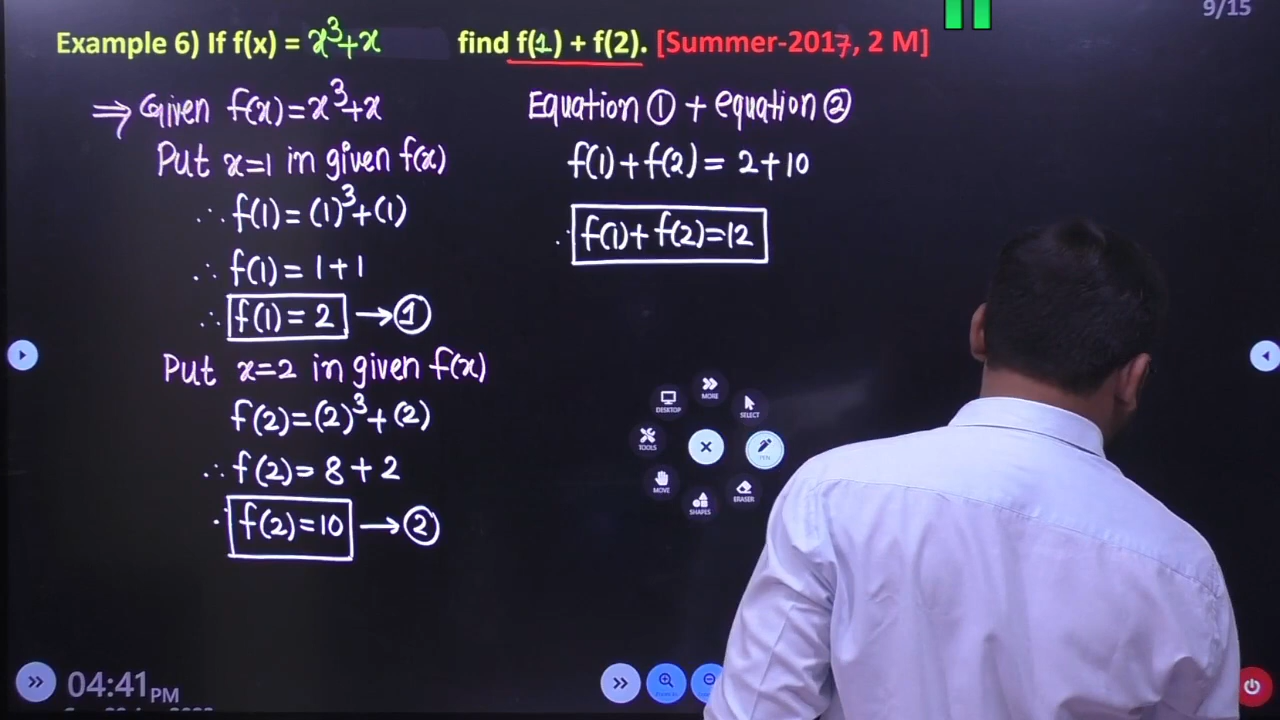 9/15
Example 6) If f(x) = x³+x find f(1) + f(2). [Summer-2017, 2 M]
⇒ Given f(x)=x³+x
Put x=1 in given f(x)
∴ f(1) = (1)³+(1)
∴ f(1) = 1+1
∴ f(1) = 2 → ①
Put x=2 in given f(x)
f(2)=(2)³+(2)
∴ f(2)= 8+2
∴ f(2)=10 → ②
Equation ① + equation ②
f(1)+f(2)= 2+10
∴ f(1)+f(2)=12
MORE
DESKTOP
SELECT
TOOLS
PEN
MOVE
ERASER
SHAPES
04:41 PM